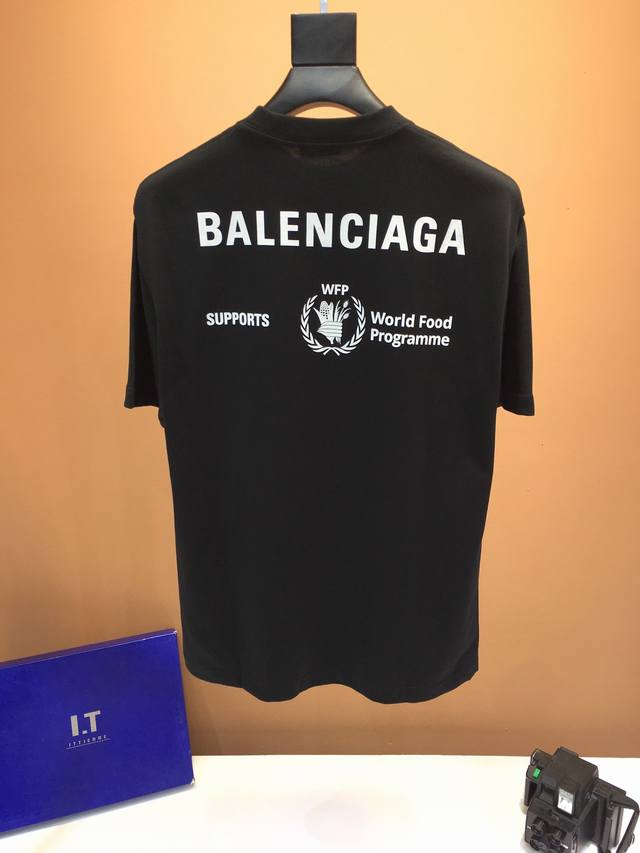 BALENCIAGA
WFP
SUPPORTS
World Food
Programme
I.T